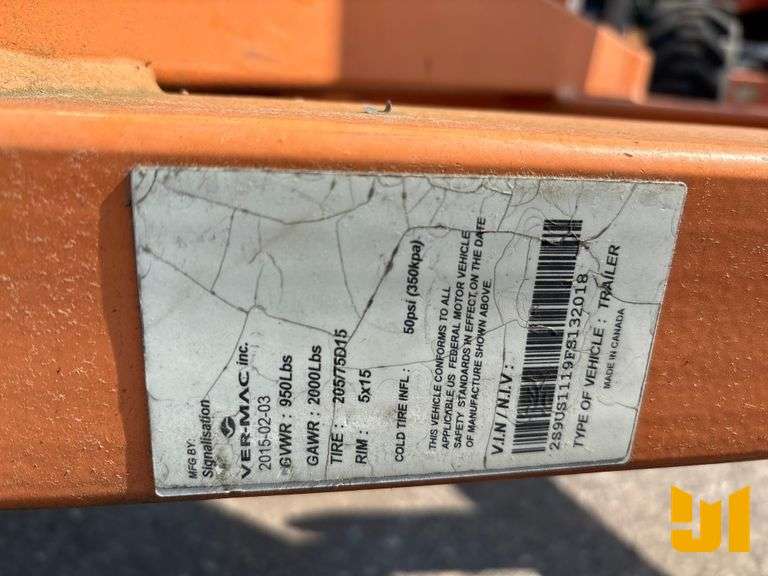 MFG BY:
Signalisation
VER-MAC inc.
2015-02-03
GVWR : 950Lbs
GAWR : 2000Lbs
TIRE : 205/75D15
RIM : 5x15
COLD TIRE INFL.: 50psi (350kpa)
THIS VEHICLE CONFORMS TO ALL
APPLICKBLE US FEDERAL MOTOR VEHICLE
SAFETY STANDARDS IN EFFECT ON THE DATE
OF MANUFACTURE SHOWN ABOVE.
V.I.N / N.I.V :
2S9US1119FS132018
TYPE OF VEHICLE : TRAILER
MADE IN CANADA